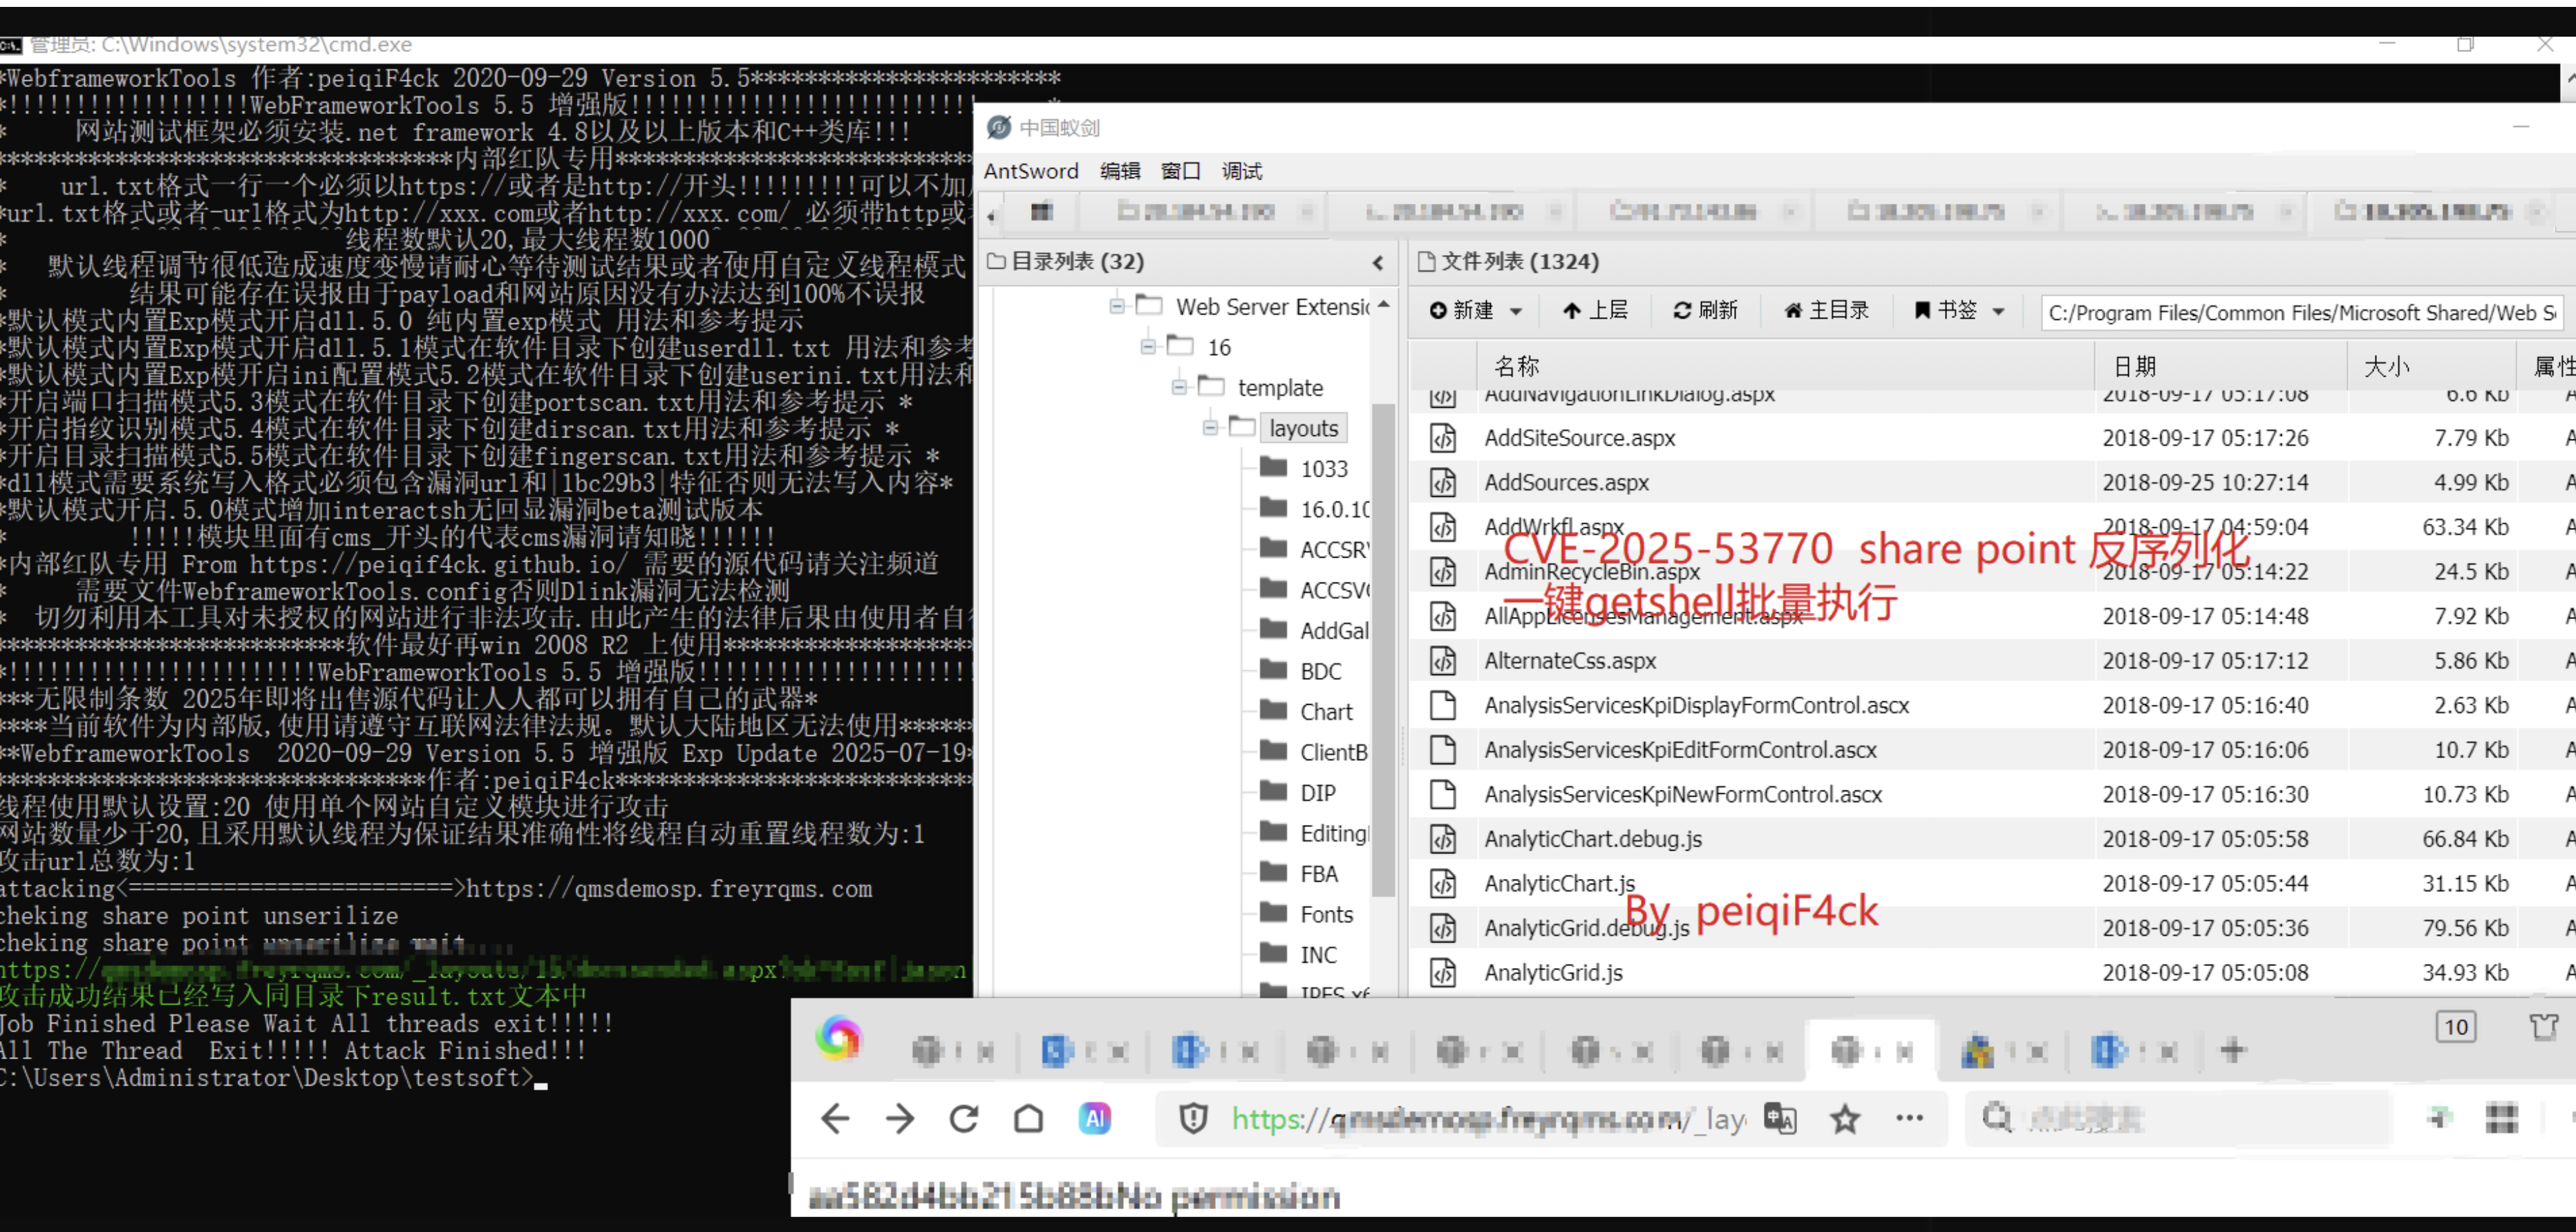 管理员: C:\Windows\system32\cmd.exe
*WebframeworkTools 作者:peiqiF4ck 2020-09-29 Version 5.5***********************
*!!!!!!!!!!!!!!!!!!WebFrameworkTools 5.5 增强版!!!!!!!!!!!!!!!!!!!!!!!!!!
* 网站测试框架必须安装.net framework 4.8以及以上版本和C++类库!!!
**********************************内部红队专用***************************
* url.txt格式一行一个必须以https://或者是http://开头!!!!!!!!!可以不加
*url.txt格式或者-url格式为http://xxx.com或者http://xxx.com/ 必须带http或
* 线程数默认20,最大线程数1000
* 默认线程调节很低造成速度变慢请耐心等待测试结果或者使用自定义线程模式
* 结果可能存在误报由于payload和网站原因没有办法达到100%不误报
*默认模式内置Exp模式开启dll.5.0 纯内置exp模式 用法和参考提示
*默认模式内置Exp模式开启dll.5.1模式在软件目录下创建userdll.txt 用法和参考
*默认模式内置Exp模开启ini配置模式5.2模式在软件目录下创建userini.txt用法和
*开启端口扫描模式5.3模式在软件目录下创建portscan.txt用法和参考提示 *
*开启指纹识别模式5.4模式在软件目录下创建dirscan.txt用法和参考提示 *
*开启目录扫描模式5.5模式在软件目录下创建fingerscan.txt用法和参考提示 *
*dll模式需要系统写入格式必须包含漏洞url和|1bc29b3|特征否则无法写入内容*
*默认模式开启.5.0模式增加interactsh无回显漏洞beta测试版本
* !!!!!模块里面有cms_开头的代表cms漏洞请知晓!!!!!!
*内部红队专用 From https://peiqif4ck.github.io/ 需要的源代码请关注频道
* 需要文件WebframeworkTools.config否则Dlink漏洞无法检测
* 切勿利用本工具对未授权的网站进行非法攻击.由此产生的法律后果由使用者自
**************************软件最好再win 2008 R2 上使用*******************
*!!!!!!!!!!!!!!!!!!!!!!!WebFrameworkTools 5.5 增强版!!!!!!!!!!!!!!!!!!!!!
***无限制条数 2025年即将出售源代码让人人都可以拥有自己的武器*
****当前软件为内部版,使用请遵守互联网法律法规。默认大陆地区无法使用******
**WebframeworkTools 2020-09-29 Version 5.5 增强版 Exp Update 2025-07-19*
********************************作者:peiqiF4ck***************************
线程使用默认设置:20 使用单个网站自定义模块进行攻击
网站数量少于20,且采用默认线程为保证结果准确性将线程自动重置线程数为:1
攻击url总数为:1
attacking<========================>https://qmsdemosp.freyrqms.com
cheking share point unserilize
cheking share point
https://
攻击成功结果已经写入同目录下result.txt文本中
Job Finished Please Wait All threads exit!!!!!
All The Thread Exit!!!!! Attack Finished!!!
C:\Users\Administrator\Desktop\testsoft>
中国蚁剑
AntSword 编辑 窗口 调试
目录列表 (32)
Web Server Extensio
16
template
layouts
1033
16.0.10
ACCSR
ACCSV
AddGal
BDC
Chart
ClientB
DIP
Editing
FBA
Fonts
INC
文件列表 (1324)
新建 上层 刷新 主目录 书签 C:/Program Files/Common Files/Microsoft Shared/Web S
名称 日期 大小 属性
AddNavigationLinkDialog.aspx 2018-09-17 05:17:08 6.6 Kb
AddSiteSource.aspx 2018-09-17 05:17:26 7.79 Kb
AddSources.aspx 2018-09-25 10:27:14 4.99 Kb
AddWrkfl.aspx 2018-09-17 04:59:04 63.34 Kb
CVE-2025-53770 share point 反序列化
AdminRecycleBin.aspx 2018-09-17 05:14:22 24.5 Kb
一键getshell批量执行
AllAppLicensesManagement.aspx 2018-09-17 05:14:48 7.92 Kb
AlternateCss.aspx 2018-09-17 05:17:12 5.86 Kb
AnalysisServicesKpiDisplayFormControl.ascx 2018-09-17 05:16:40 2.63 Kb
AnalysisServicesKpiEditFormControl.ascx 2018-09-17 05:16:06 10.7 Kb
AnalysisServicesKpiNewFormControl.ascx 2018-09-17 05:16:30 10.73 Kb
AnalyticChart.debug.js 2018-09-17 05:05:58 66.84 Kb
AnalyticChart.js 2018-09-17 05:05:44 31.15 Kb
By peiqiF4ck
AnalyticGrid.debug.js 2018-09-17 05:05:36 79.56 Kb
AnalyticGrid.js 2018-09-17 05:05:08 34.93 Kb
10
AI
https://qmsdemosp.freyrqms.com/_lay
No permission